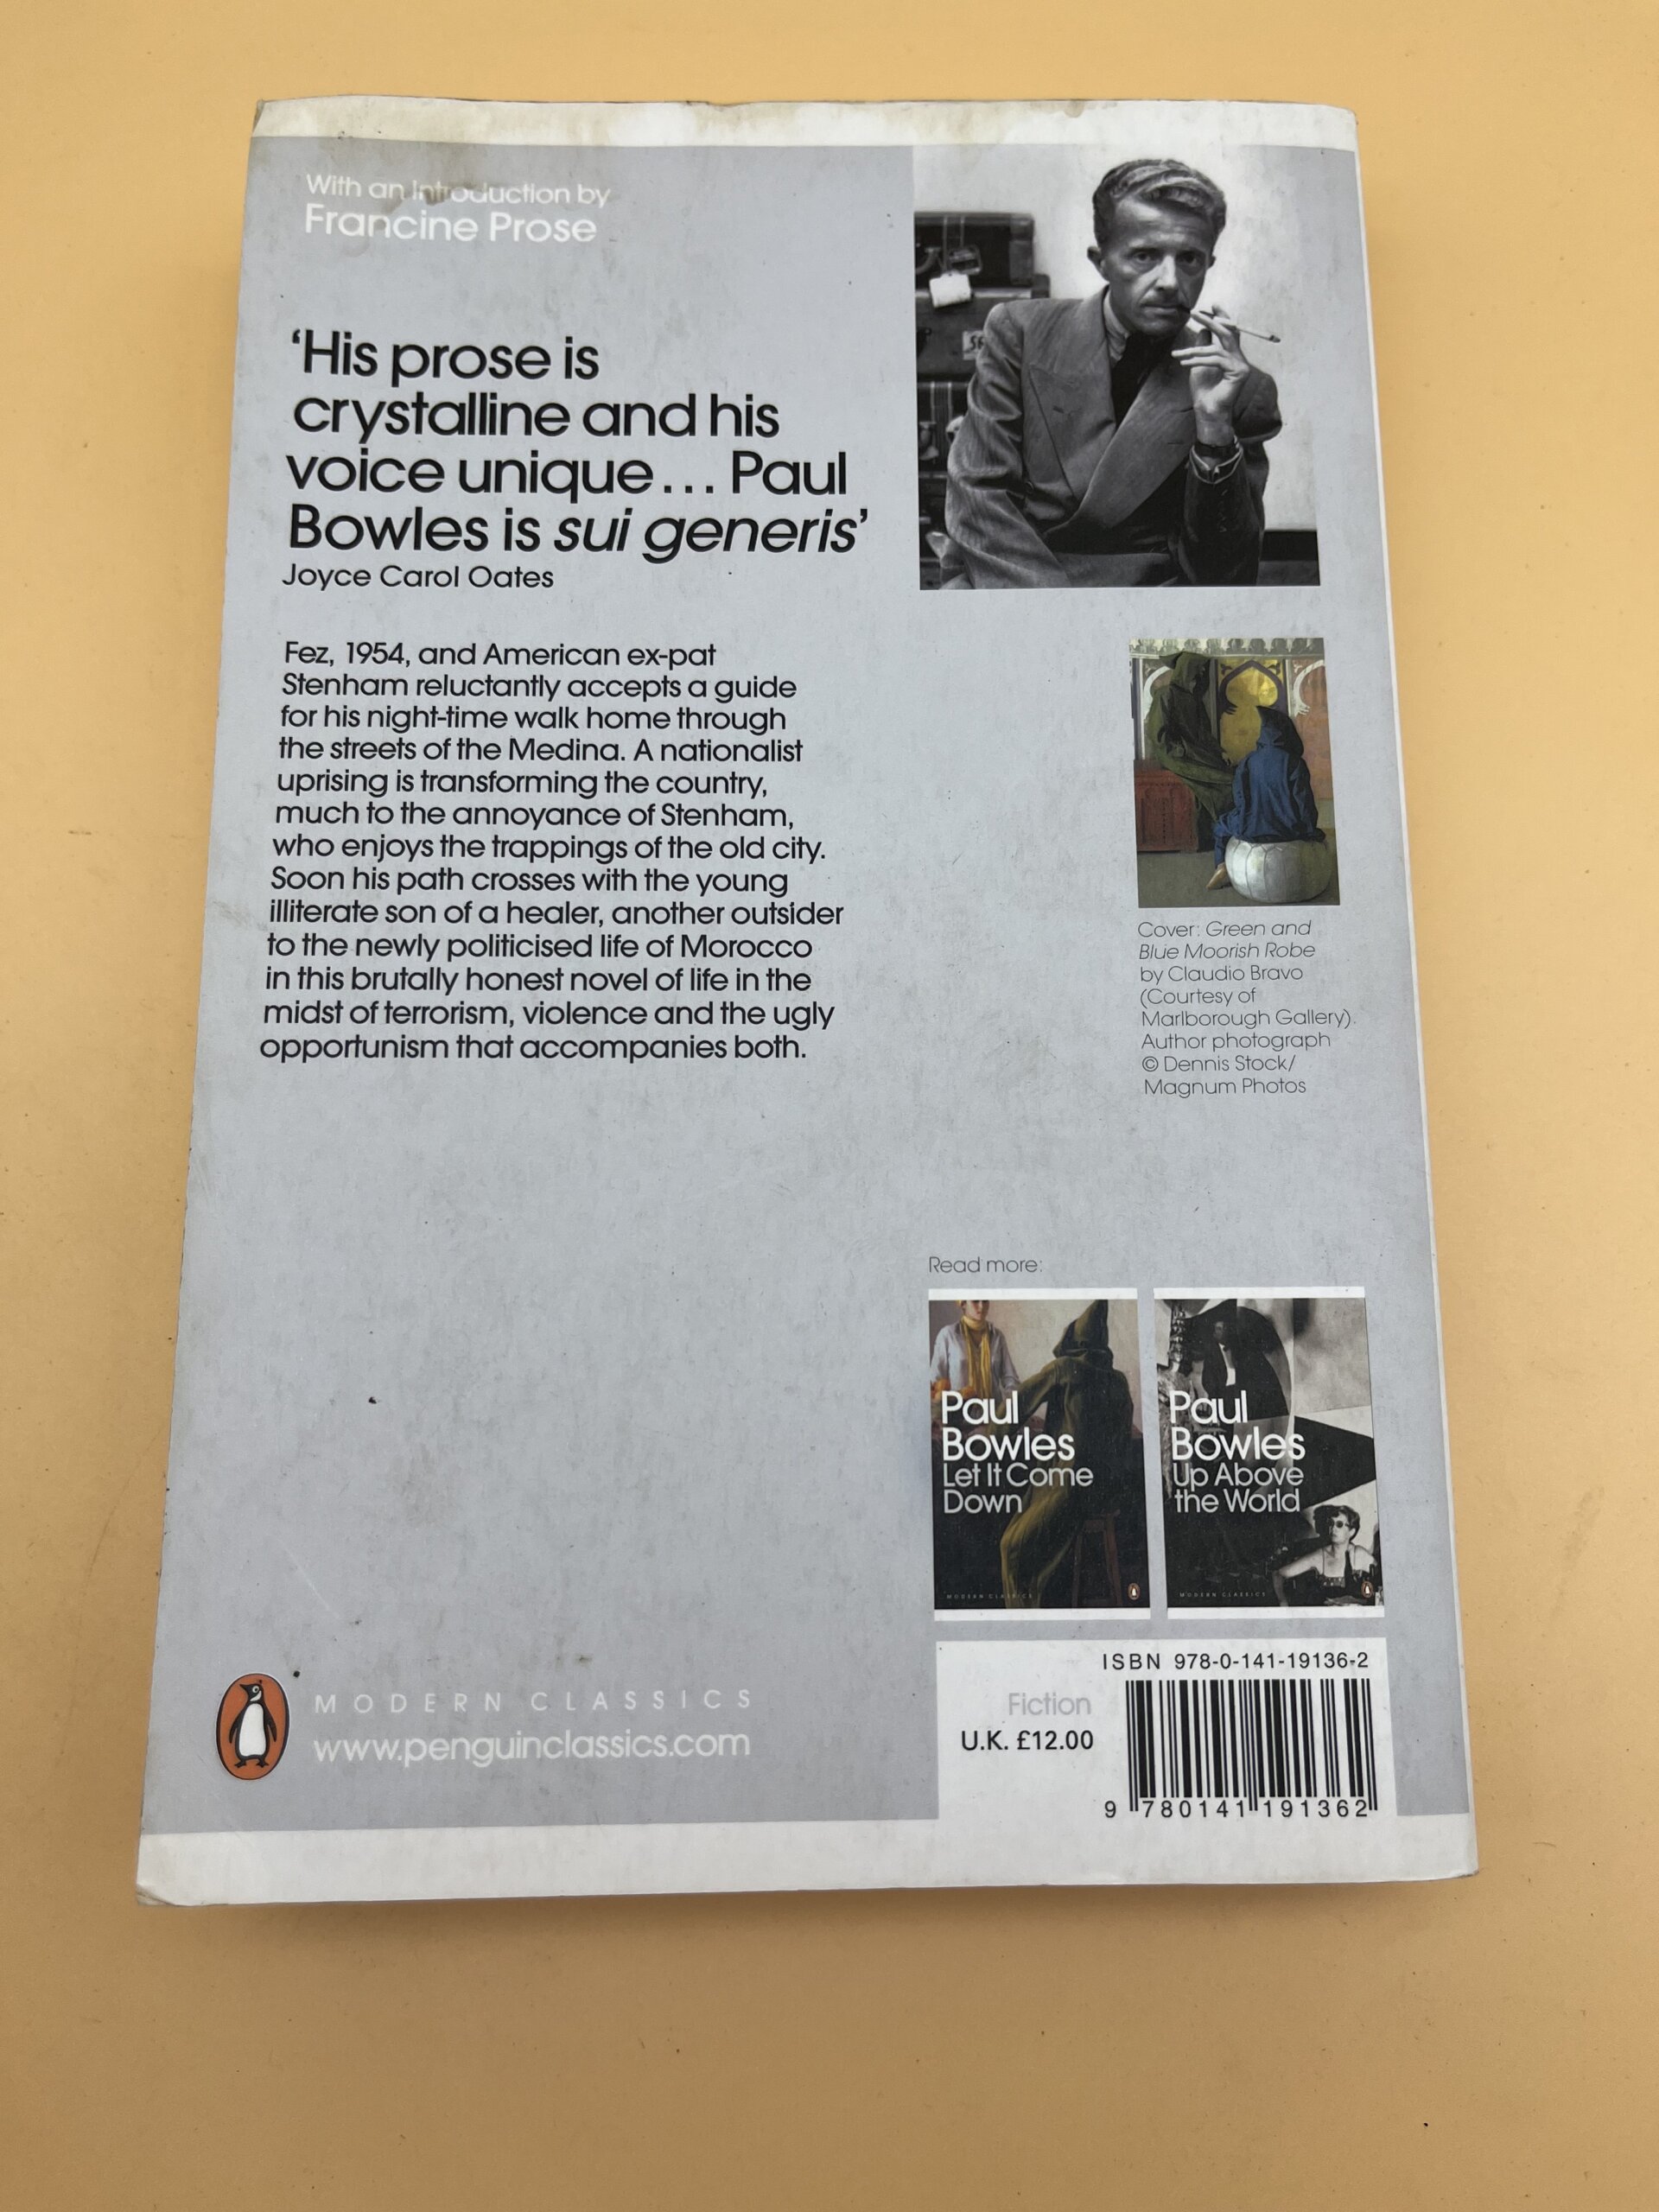 With an Introduction by
Francine Prose
‘His prose is
crystalline and his
voice unique... Paul
Bowles is sui generis’
Joyce Carol Oates
Fez, 1954, and American ex-pat
Stenham reluctantly accepts a guide
for his night-time walk home through
the streets of the Medina. A nationalist
uprising is transforming the country,
much to the annoyance of Stenham,
who enjoys the trappings of the old city.
Soon his path crosses with the young
illiterate son of a healer, another outsider
to the newly politicised life of Morocco
in this brutally honest novel of life in the
midst of terrorism, violence and the ugly
opportunism that accompanies both.
Cover: Green and
Blue Moorish Robe
by Claudio Bravo
(Courtesy of
Marlborough Gallery).
Author photograph
© Dennis Stock/
Magnum Photos
Read more:
Paul
Bowles
Let It Come
Down
MODERN CLASSICS
Paul
Bowles
Up Above
the World
MODERN CLASSICS
MODERN CLASSICS
www.penguinclassics.com
ISBN 978-0-141-19136-2
Fiction
U.K. £12.00
9 780141 191362